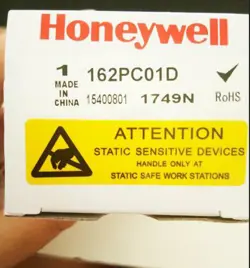 Honeywell
1 162PC01D
MADE IN CHINA 15400801 1749N RoHS
ATTENTION
STATIC SENSITIVE DEVICES
HANDLE ONLY AT
STATIC SAFE WORK STATIONS